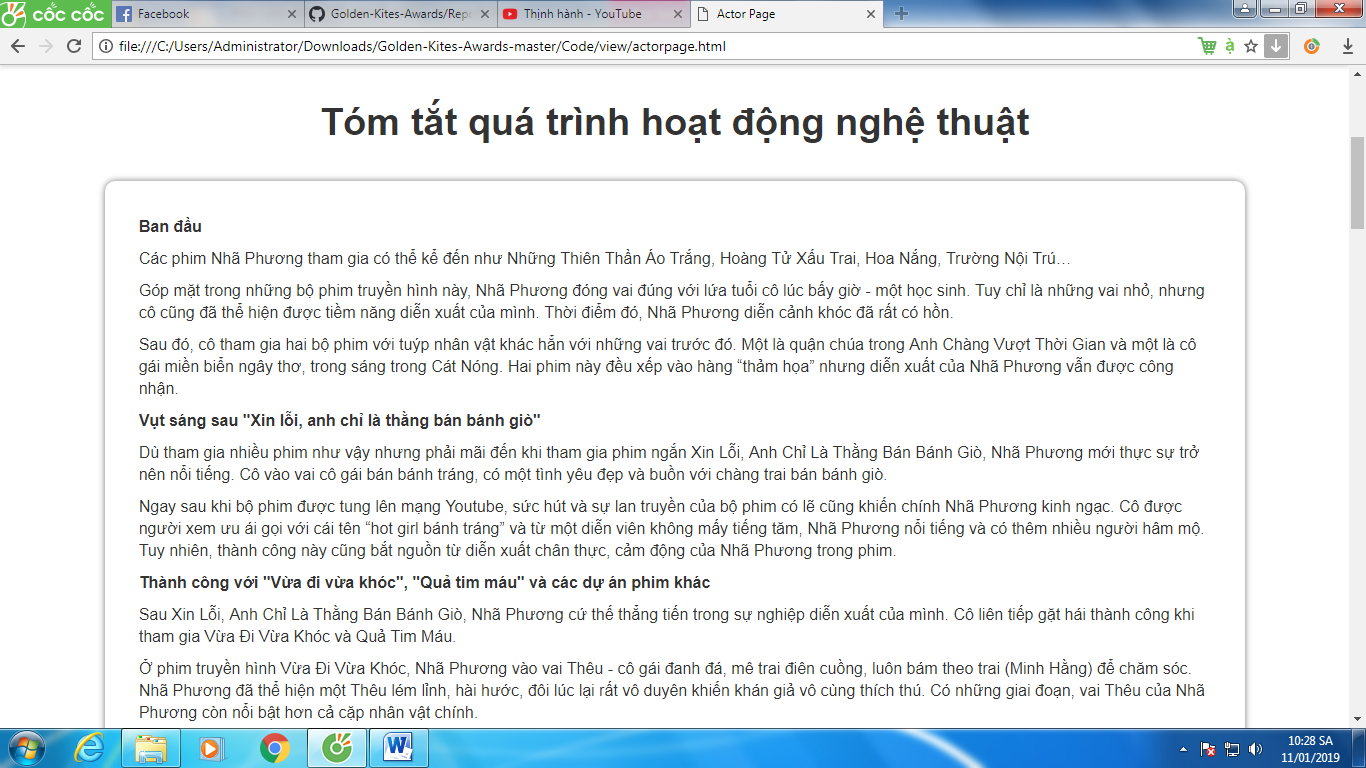 cốc cốc
Facebook
Golden-Kites-Awards/Repo
Thịnh hành - YouTube
Actor Page
file:///C:/Users/Administrator/Downloads/Golden-Kites-Awards-master/Code/view/actorpage.html
à
Tóm tắt quá trình hoạt động nghệ thuật
Ban đầu
Các phim Nhã Phương tham gia có thể kể đến như Những Thiên Thần Áo Trắng, Hoàng Tử Xấu Trai, Hoa Nắng, Trường Nội Trú…
Góp mặt trong những bộ phim truyền hình này, Nhã Phương đóng vai đúng với lứa tuổi cô lúc bấy giờ - một học sinh. Tuy chỉ là những vai nhỏ, nhưng
cô cũng đã thể hiện được tiềm năng diễn xuất của mình. Thời điểm đó, Nhã Phương diễn cảnh khóc đã rất có hồn.
Sau đó, cô tham gia hai bộ phim với tuýp nhân vật khác hẳn với những vai trước đó. Một là quận chúa trong Anh Chàng Vượt Thời Gian và một là cô
gái miền biển ngây thơ, trong sáng trong Cát Nóng. Hai phim này đều xếp vào hàng “thảm họa” nhưng diễn xuất của Nhã Phương vẫn được công
nhận.
Vụt sáng sau "Xin lỗi, anh chỉ là thằng bán bánh giò"
Dù tham gia nhiều phim như vậy nhưng phải mãi đến khi tham gia phim ngắn Xin Lỗi, Anh Chỉ Là Thằng Bán Bánh Giò, Nhã Phương mới thực sự trở
nên nổi tiếng. Cô vào vai cô gái bán bánh tráng, có một tình yêu đẹp và buồn với chàng trai bán bánh giò.
Ngay sau khi bộ phim được tung lên mạng Youtube, sức hút và sự lan truyền của bộ phim có lẽ cũng khiến chính Nhã Phương kinh ngạc. Cô được
người xem ưu ái gọi với cái tên “hot girl bánh tráng” và từ một diễn viên không mấy tiếng tăm, Nhã Phương nổi tiếng và có thêm nhiều người hâm mộ.
Tuy nhiên, thành công này cũng bắt nguồn từ diễn xuất chân thực, cảm động của Nhã Phương trong phim.
Thành công với "Vừa đi vừa khóc", "Quả tim máu" và các dự án phim khác
Sau Xin Lỗi, Anh Chỉ Là Thằng Bán Bánh Giò, Nhã Phương cứ thế thẳng tiến trong sự nghiệp diễn xuất của mình. Cô liên tiếp gặt hái thành công khi
tham gia Vừa Đi Vừa Khóc và Quả Tim Máu.
Ở phim truyền hình Vừa Đi Vừa Khóc, Nhã Phương vào vai Thêu - cô gái đanh đá, mê trai điên cuồng, luôn bám theo trai (Minh Hằng) để chăm sóc.
Nhã Phương đã thể hiện một Thêu lém lỉnh, hài hước, đôi lúc lại rất vô duyên khiến khán giả vô cùng thích thú. Có những giai đoạn, vai Thêu của Nhã
Phương còn nổi bật hơn cả cặp nhân vật chính.
10:28 SA
11/01/2019